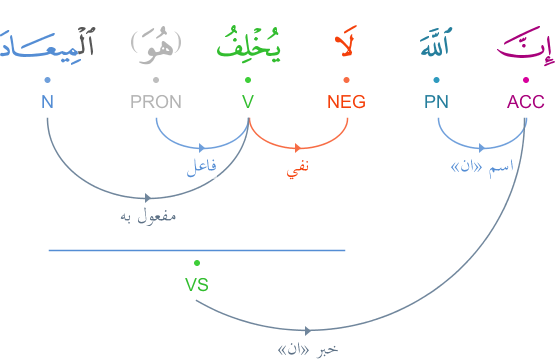 إِنَّ ٱللَّهَ لَا يُخْلِفُ (هُوَ) ٱلْمِيعَادَ
ACC PN NEG V PRON N
اسم «ان» نفي فاعل
مفعول به
VS
خبر «ان»